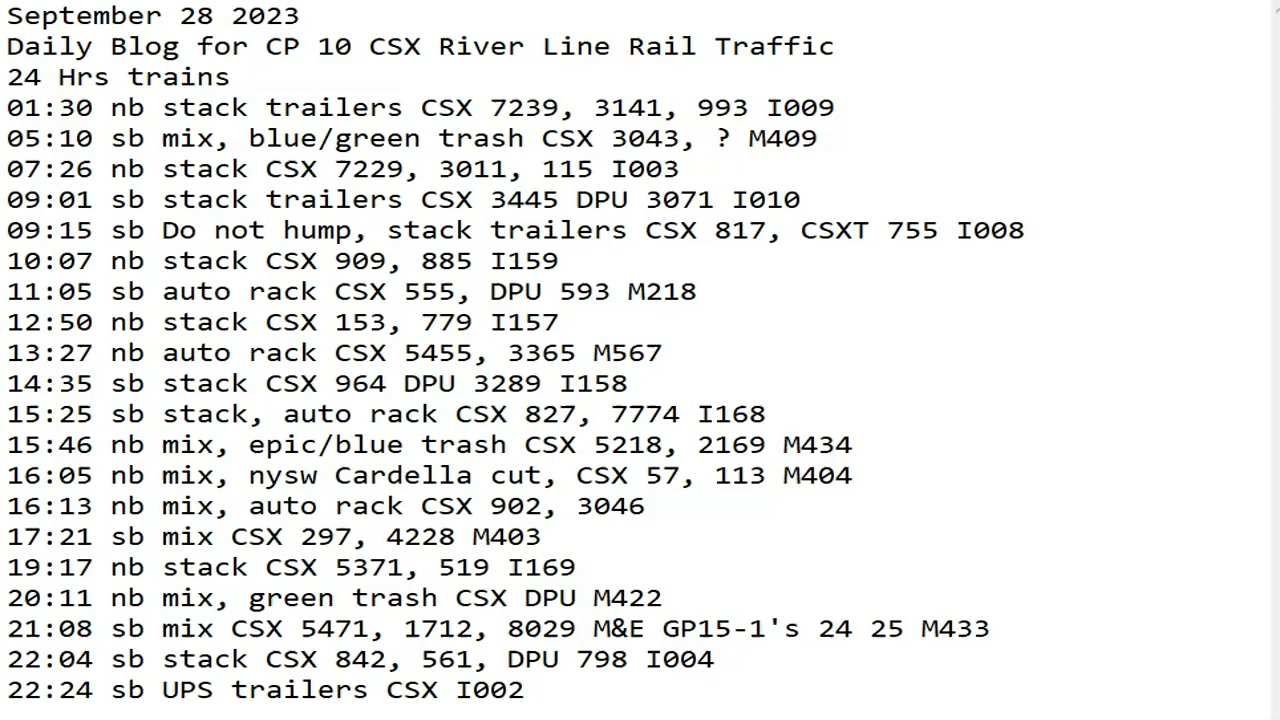 September 28 2023
Daily Blog for CP 10 CSX River Line Rail Traffic
24 Hrs trains
01:30 nb stack trailers CSX 7239, 3141, 993 I009
05:10 sb mix, blue/green trash CSX 3043, ? M409
07:26 nb stack CSX 7229, 3011, 115 I003
09:01 sb stack trailers CSX 3445 DPU 3071 I010
09:15 sb Do not hump, stack trailers CSX 817, CSXT 755 I008
10:07 nb stack CSX 909, 885 I159
11:05 sb auto rack CSX 555, DPU 593 M218
12:50 nb stack CSX 153, 779 I157
13:27 nb auto rack CSX 5455, 3365 M567
14:35 sb stack CSX 964 DPU 3289 I158
15:25 sb stack, auto rack CSX 827, 7774 I168
15:46 nb mix, epic/blue trash CSX 5218, 2169 M434
16:05 nb mix, nysw Cardella cut, CSX 57, 113 M404
16:13 nb mix, auto rack CSX 902, 3046
17:21 sb mix CSX 297, 4228 M403
19:17 nb stack CSX 5371, 519 I169
20:11 nb mix, green trash CSX DPU M422
21:08 sb mix CSX 5471, 1712, 8029 M&E GP15-1's 24 25 M433
22:04 sb stack CSX 842, 561, DPU 798 I004
22:24 sb UPS trailers CSX I002